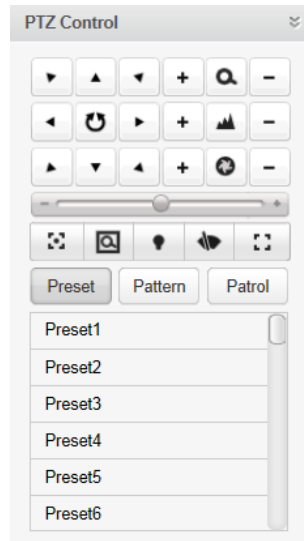 PTZ Control
Preset Pattern Patrol
Preset1
Preset2
Preset3
Preset4
Preset5
Preset6